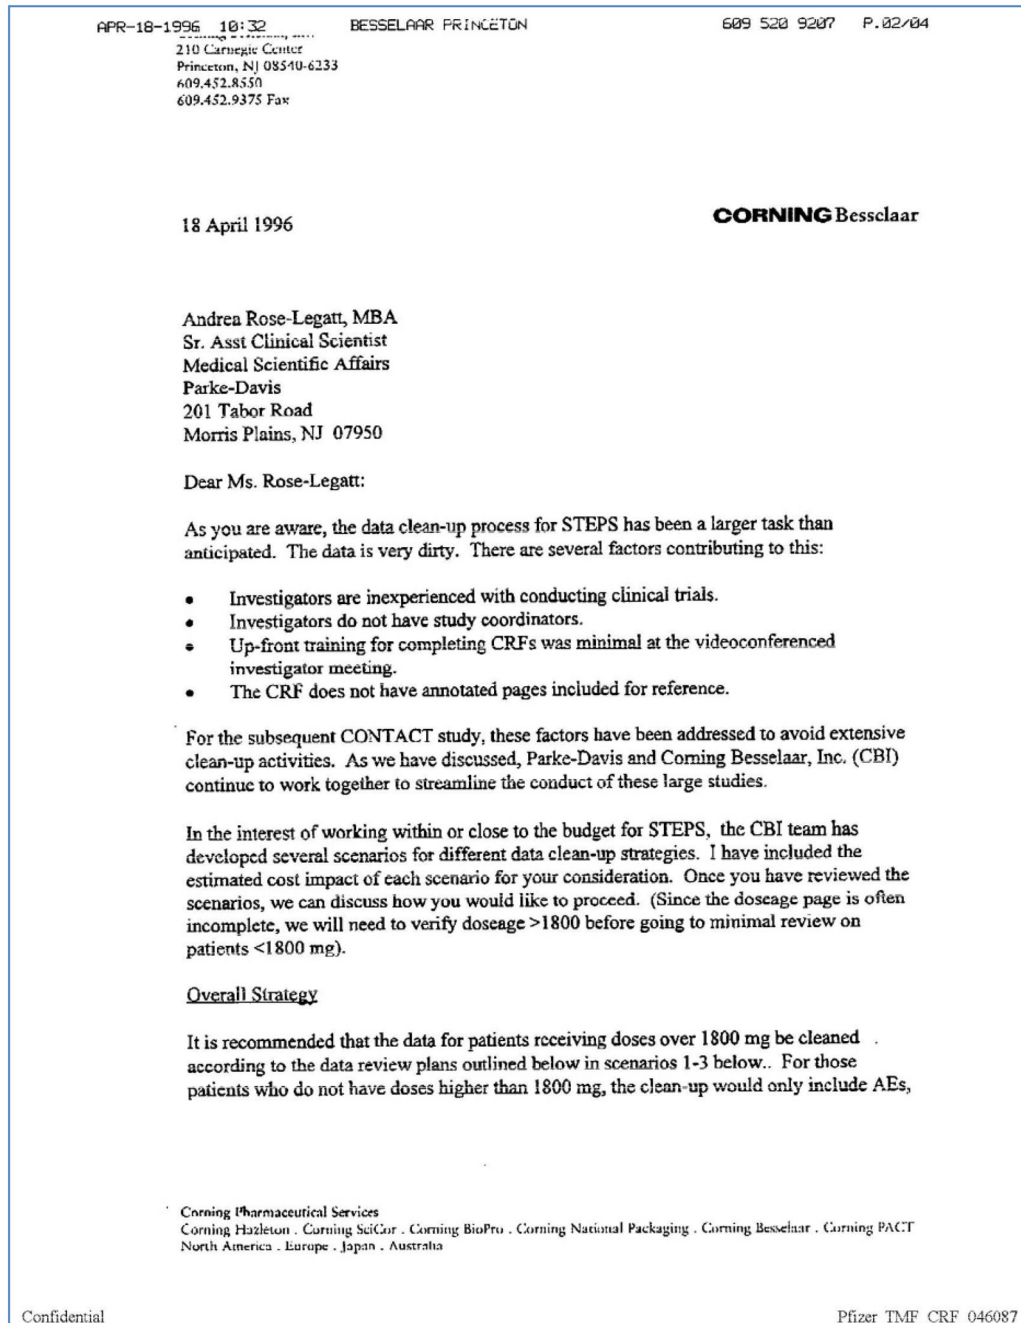 APR-18-1996 10:32 BESSELAAR PRINCETON 609 520 9207 P.02/04
210 Carnegie Center
Princeton, NJ 08540-6233
609.452.8550
609.452.9375 Fax
CORNING Besselaar
18 April 1996
Andrea Rose-Legatt, MBA
Sr. Asst Clinical Scientist
Medical Scientific Affairs
Parke-Davis
201 Tabor Road
Morris Plains, NJ 07950
Dear Ms. Rose-Legatt:
As you are aware, the data clean-up process for STEPS has been a larger task than
anticipated. The data is very dirty. There are several factors contributing to this:
• Investigators are inexperienced with conducting clinical trials.
• Investigators do not have study coordinators.
• Up-front training for completing CRFs was minimal at the videoconferenced
investigator meeting.
• The CRF does not have annotated pages included for reference.
For the subsequent CONTACT study, these factors have been addressed to avoid extensive
clean-up activities. As we have discussed, Parke-Davis and Corning Besselaar, Inc. (CBI)
continue to work together to streamline the conduct of these large studies.
In the interest of working within or close to the budget for STEPS, the CBI team has
developed several scenarios for different data clean-up strategies. I have included the
estimated cost impact of each scenario for your consideration. Once you have reviewed the
scenarios, we can discuss how you would like to proceed. (Since the doseage page is often
incomplete, we will need to verify doseage >1800 before going to minimal review on
patients <1800 mg).
Overall Strategy
It is recommended that the data for patients receiving doses over 1800 mg be cleaned
according to the data review plans outlined below in scenarios 1-3 below.. For those
patients who do not have doses higher than 1800 mg, the clean-up would only include AEs,
Corning Pharmaceutical Services
Corning Hazleton . Corning SciCor . Corning BioPro . Corning National Packaging . Corning Besselaar . Corning PACT
North America . Europe . Japan . Australia
Confidential Pfizer_TMF_CRF_046087